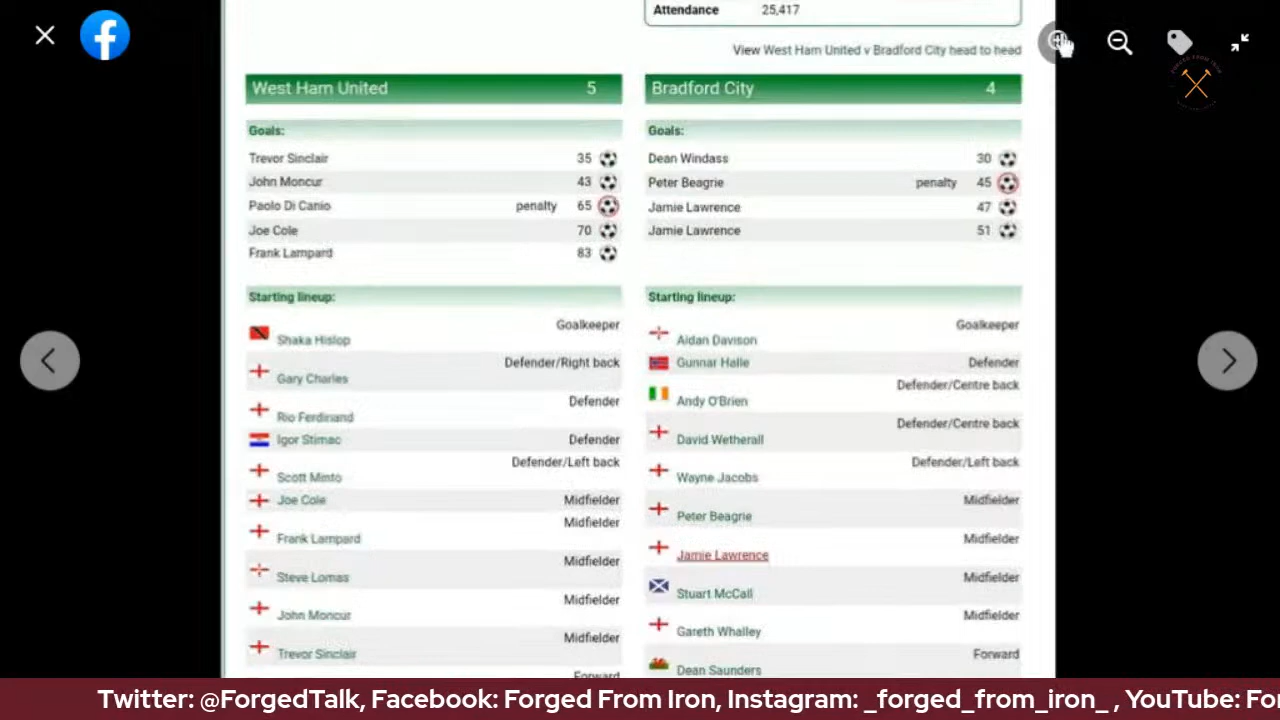 Attendance 25,417
View West Ham United v Bradford City head to head
West Ham United 5
Goals:
Trevor Sinclair 35
John Moncur 43
Paolo Di Canio penalty 65
Joe Cole 70
Frank Lampard 83
Starting lineup:
Goalkeeper
Shaka Hislop
Defender/Right back
Gary Charles
Defender
Rio Ferdinand
Igor Stimac Defender
Defender/Left back
Scott Minto
Joe Cole Midfielder
Midfielder
Frank Lampard
Midfielder
Steve Lomas
Midfielder
John Moncur
Midfielder
Trevor Sinclair
Forward
Bradford City 4
Goals:
Dean Windass 30
Peter Beagrie penalty 45
Jamie Lawrence 47
Jamie Lawrence 51
Starting lineup:
Goalkeeper
Aidan Davison
Gunnar Halle Defender
Defender/Centre back
Andy O'Brien
Defender/Centre back
David Wetherall
Defender/Left back
Wayne Jacobs
Midfielder
Peter Beagrie
Midfielder
Jamie Lawrence
Midfielder
Stuart McCall
Midfielder
Gareth Whalley
Forward
Dean Saunders
Twitter: @ForgedTalk, Facebook: Forged From Iron, Instagram: _forged_from_iron_ , YouTube: Fo